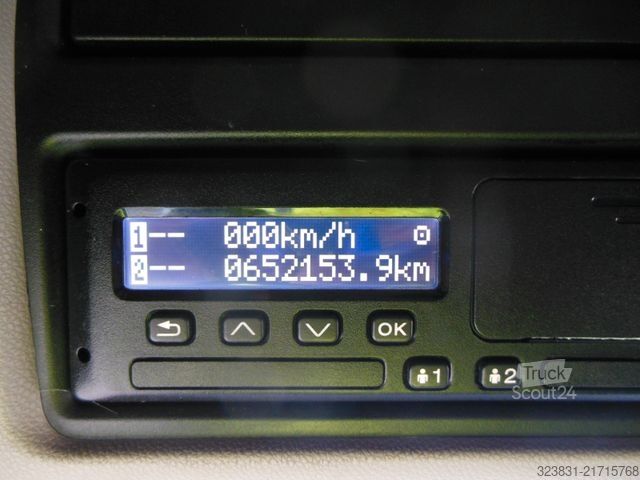 1-- 000km/h
2-- 0652153.9km
OK
1 2
Truck
Scout24
323831-21715768